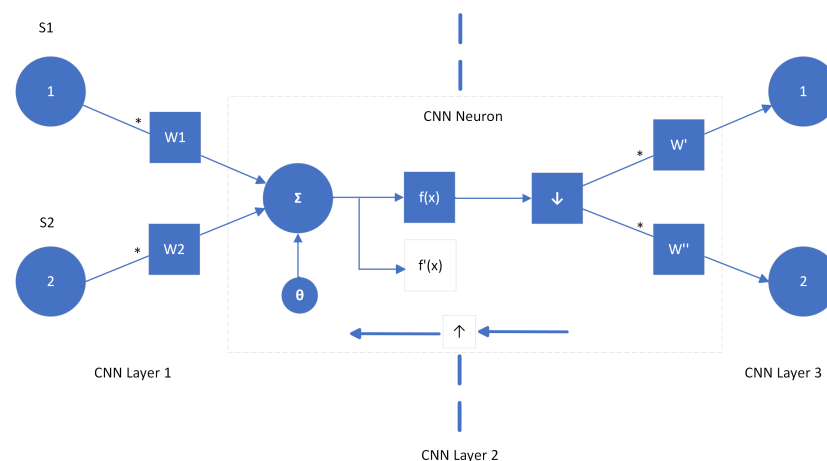 S1
1
*
W1
S2
2
*
W2
CNN Neuron
Σ
θ
f(x)
f'(x)
↓
↑
*
W'
*
W''
1
2
CNN Layer 1
CNN Layer 2
CNN Layer 3